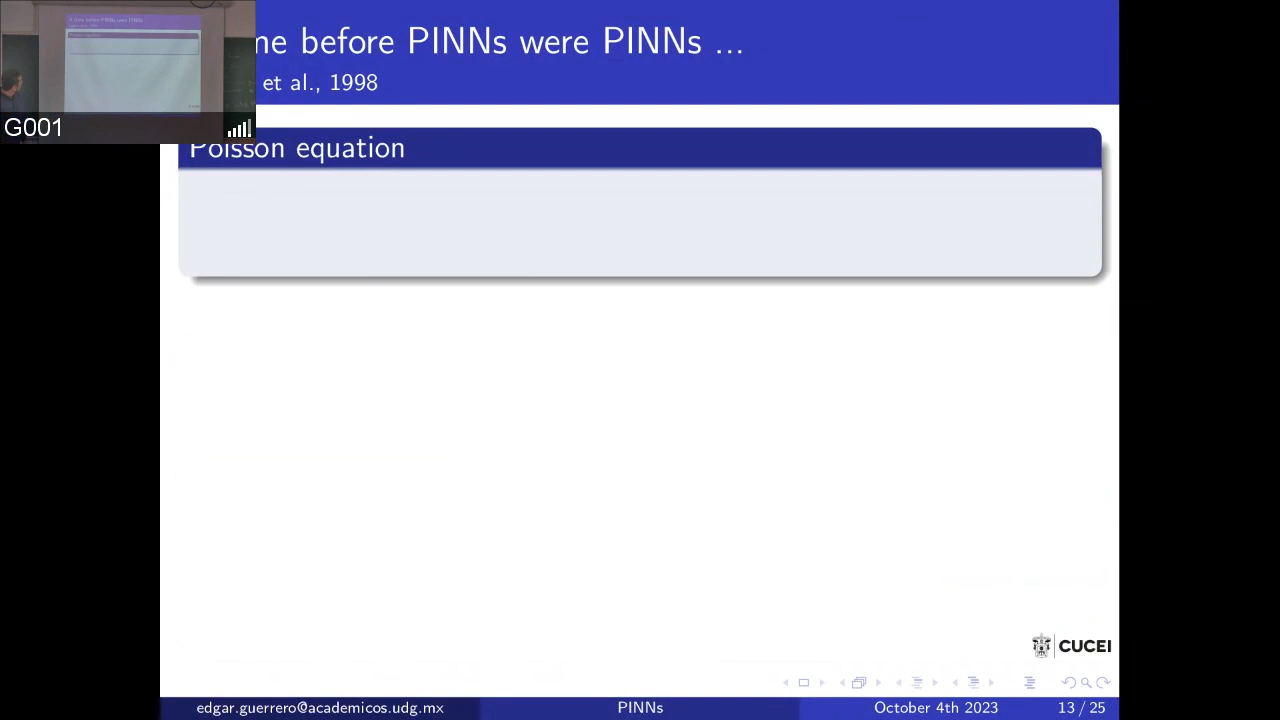 me before PINNs were PINNs ...
et al., 1998
G001
Poisson equation
CUCEI
edgar.guerrero@academicos.udg.mx
PINNs
October 4th 2023
13 / 25